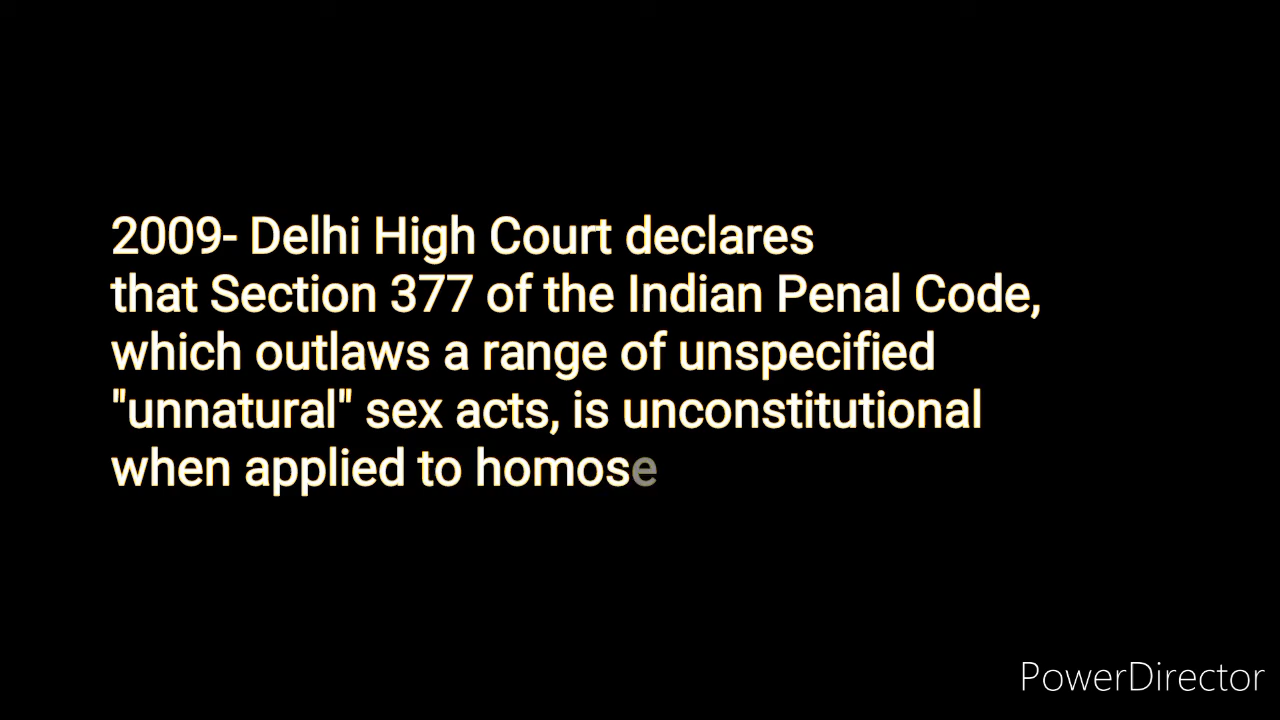 2009- Delhi High Court declares
that Section 377 of the Indian Penal Code,
which outlaws a range of unspecified
"unnatural" sex acts, is unconstitutional
when applied to homose
PowerDirector